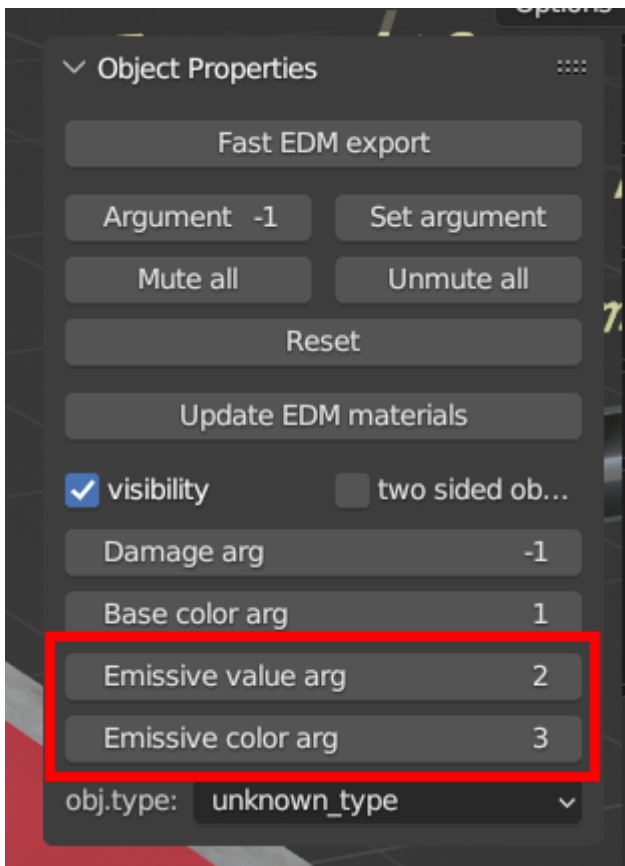 Options
Object Properties
Fast EDM export
Argument -1 Set argument
Mute all Unmute all
Reset
Update EDM materials
visibility two sided ob...
Damage arg -1
Base color arg 1
Emissive value arg 2
Emissive color arg 3
obj.type: unknown_type